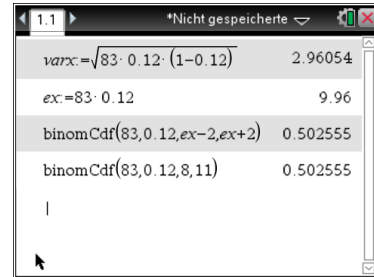 1.1 *Nicht gespeicherte
varx:=√83·0.12·(1−0.12) 2.96054
ex:=83·0.12 9.96
binomCdf(83,0.12,ex−2,ex+2) 0.502555
binomCdf(83,0.12,8,11) 0.502555